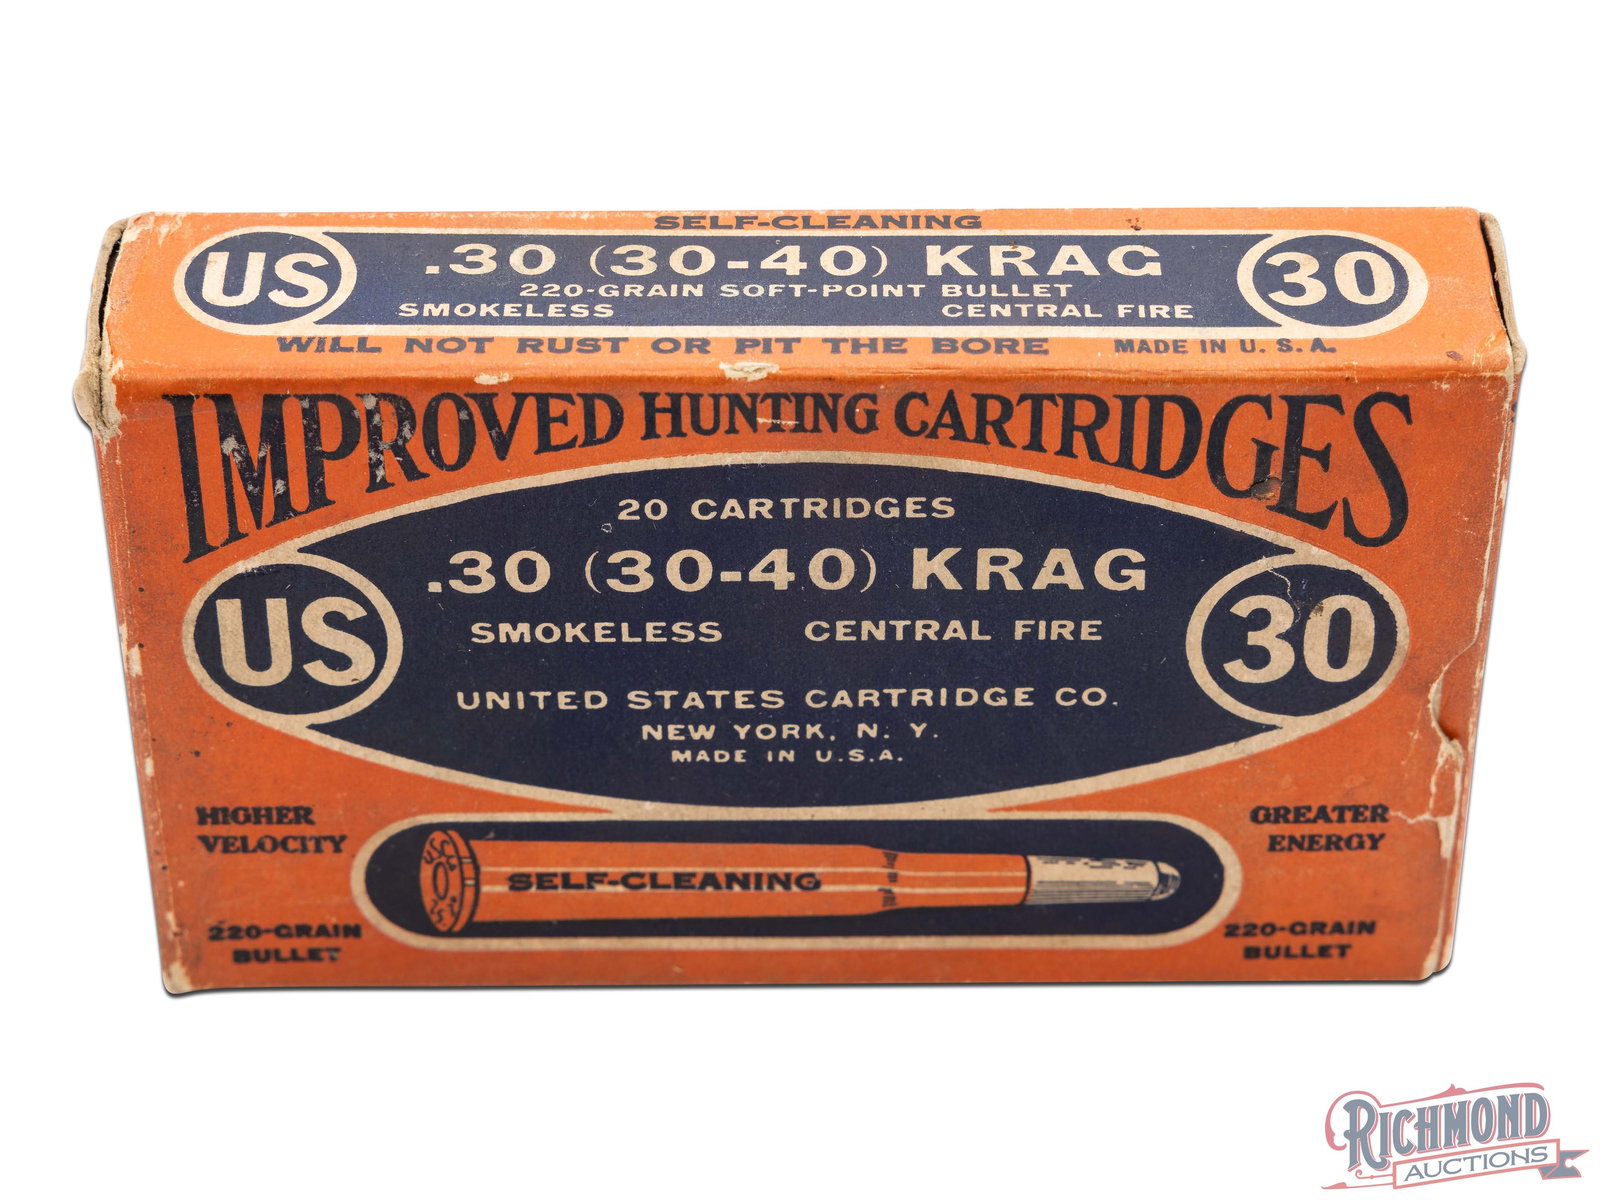 SELF-CLEANING
US .30 (30-40) KRAG 30
220-GRAIN SOFT-POINT BULLET
SMOKELESS CENTRAL FIRE
WILL NOT RUST OR PIT THE BORE MADE IN U.S.A.
IMPROVED HUNTING CARTRIDGES
20 CARTRIDGES
.30 (30-40) KRAG
US 30
SMOKELESS CENTRAL FIRE
UNITED STATES CARTRIDGE CO.
NEW YORK, N. Y.
MADE IN U.S.A.
HIGHER
VELOCITY
GREATER
ENERGY
SELF-CLEANING
220-GRAIN
BULLET
220-GRAIN
BULLET
RICHMOND
AUCTIONS